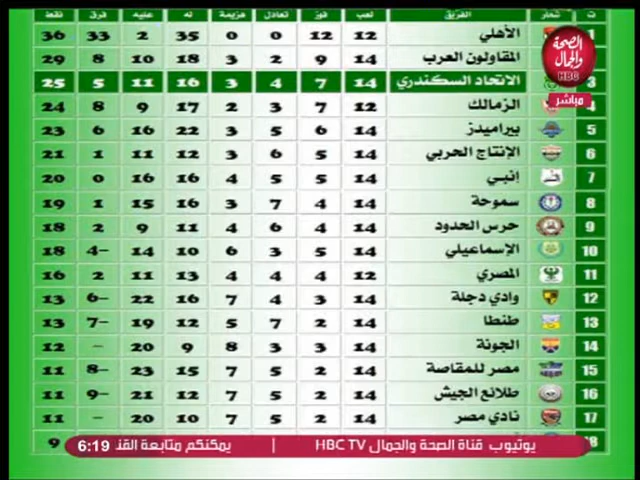 ت شعار الفريق لعب فوز تعادل هزيمة له عليه فرق نقط
1 الأهلي 12 12 0 0 35 2 33 36
المقاولون العرب 14 9 2 3 18 10 8 29
3 الاتحاد السكندري 14 7 4 3 16 11 5 25
4 الزمالك 12 7 3 2 17 9 8 24
5 بيراميدز 14 6 5 3 22 16 6 23
6 الإنتاج الحربي 14 5 6 3 12 11 1 21
7 إنبي 14 5 5 4 16 16 0 20
8 سموحة 14 4 7 3 16 15 1 19
9 حرس الحدود 14 4 6 4 11 9 2 18
10 الإسماعيلي 14 5 3 6 10 14 4- 18
11 المصري 12 4 4 4 13 11 2 16
12 وادي دجلة 14 3 4 7 16 22 6- 13
13 طنطا 14 2 7 5 12 19 7- 13
14 الجونة 14 3 3 8 9 20 - 12
15 مصر للمقاصة 14 2 5 7 15 23 8- 11
16 طلائع الجيش 14 2 5 7 12 21 9- 11
17 نادي مصر 14 2 5 7 10 20 - 11
18 9
الصحة
والجمال
HBC
مباشر
يوتيوب قناة الصحة والجمال HBC TV | يمكنكم متابعة 6:19